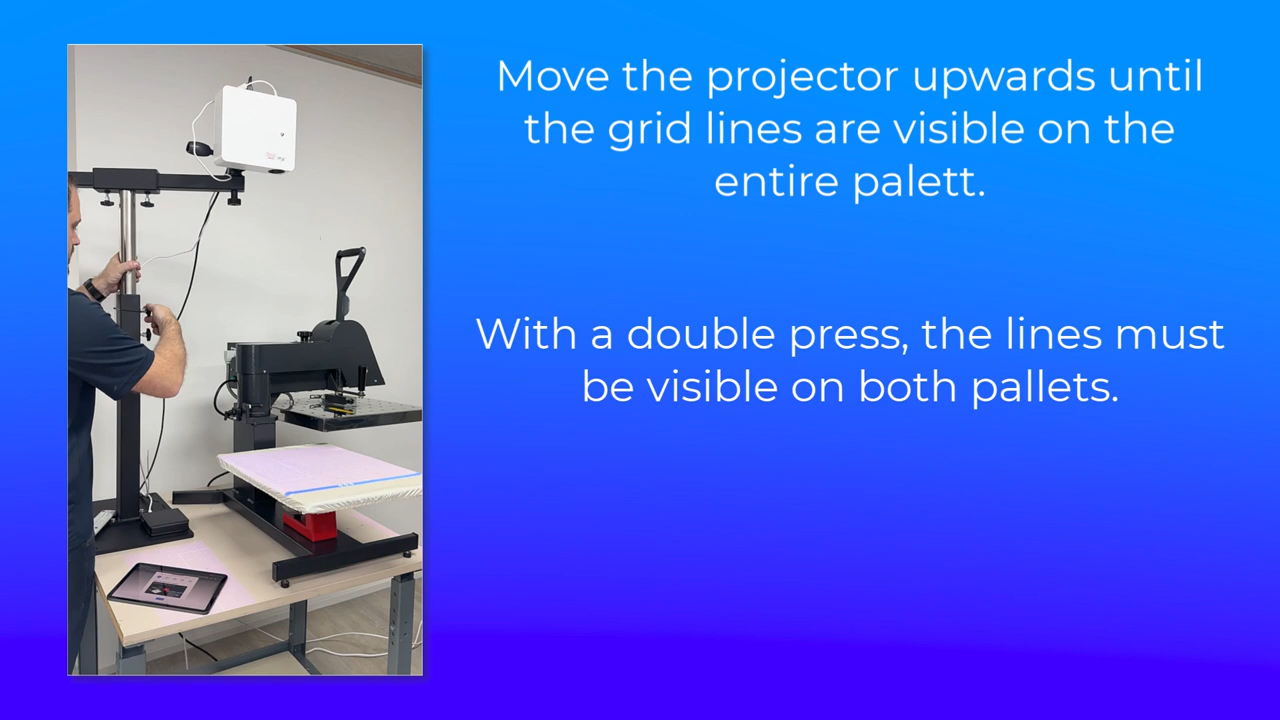 Move the projector upwards until
the grid lines are visible on the
entire palett.
With a double press, the lines must
be visible on both pallets.